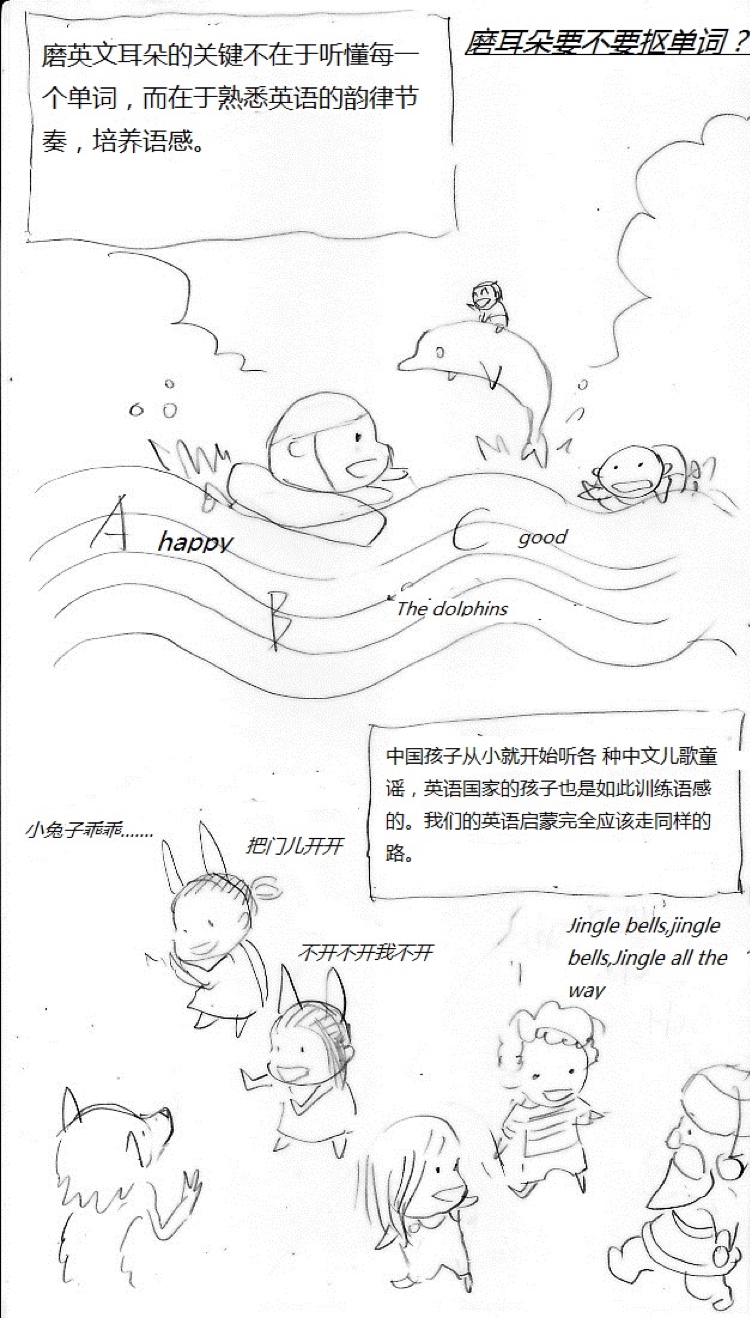 磨耳朵要不要抠单词？
磨英文耳朵的关键不在于听懂每一
个单词，而在于熟悉英语的韵律节
奏，培养语感。
A
happy
C
good
B
The dolphins
中国孩子从小就开始听各 种中文儿歌童
谣，英语国家的孩子也是如此训练语感
的。我们的英语启蒙完全应该走同样的
路。
小兔子乖乖.......
把门儿开开
不开不开我不开
Jingle bells,jingle
bells,Jingle all the
way